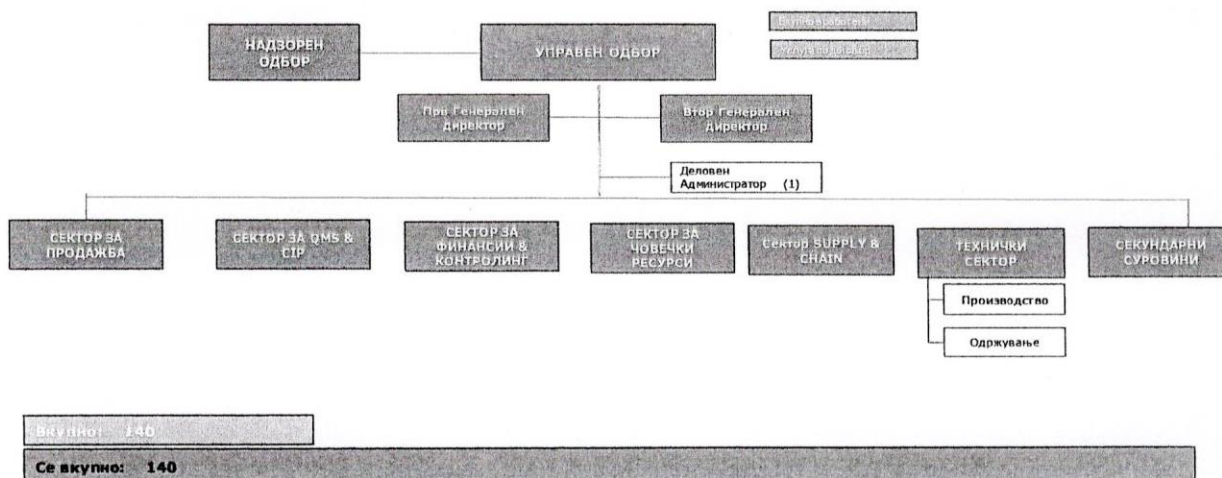 НАДЗОРЕН
ОДБОР
УПРАВЕН ОДБОР
Вкупно вработени
Прв Генерален
директор
Втор Генерален
директор
Деловен
Администратор (1)
СЕКТОР ЗА
ПРОДАЖБА
СЕКТОР ЗА QMS &
CIP
СЕКТОР ЗА
ФИНАНСИИ &
КОНТРОЛИНГ
СЕКТОР ЗА
ЧОВЕЧКИ
РЕСУРСИ
Сектор SUPPLY &
CHAIN
ТЕХНИЧКИ
СЕКТОР
СЕКУНДАРНИ
СУРОВИНИ
Производство
Одржување
Вкупно: 140
Се вкупно: 140